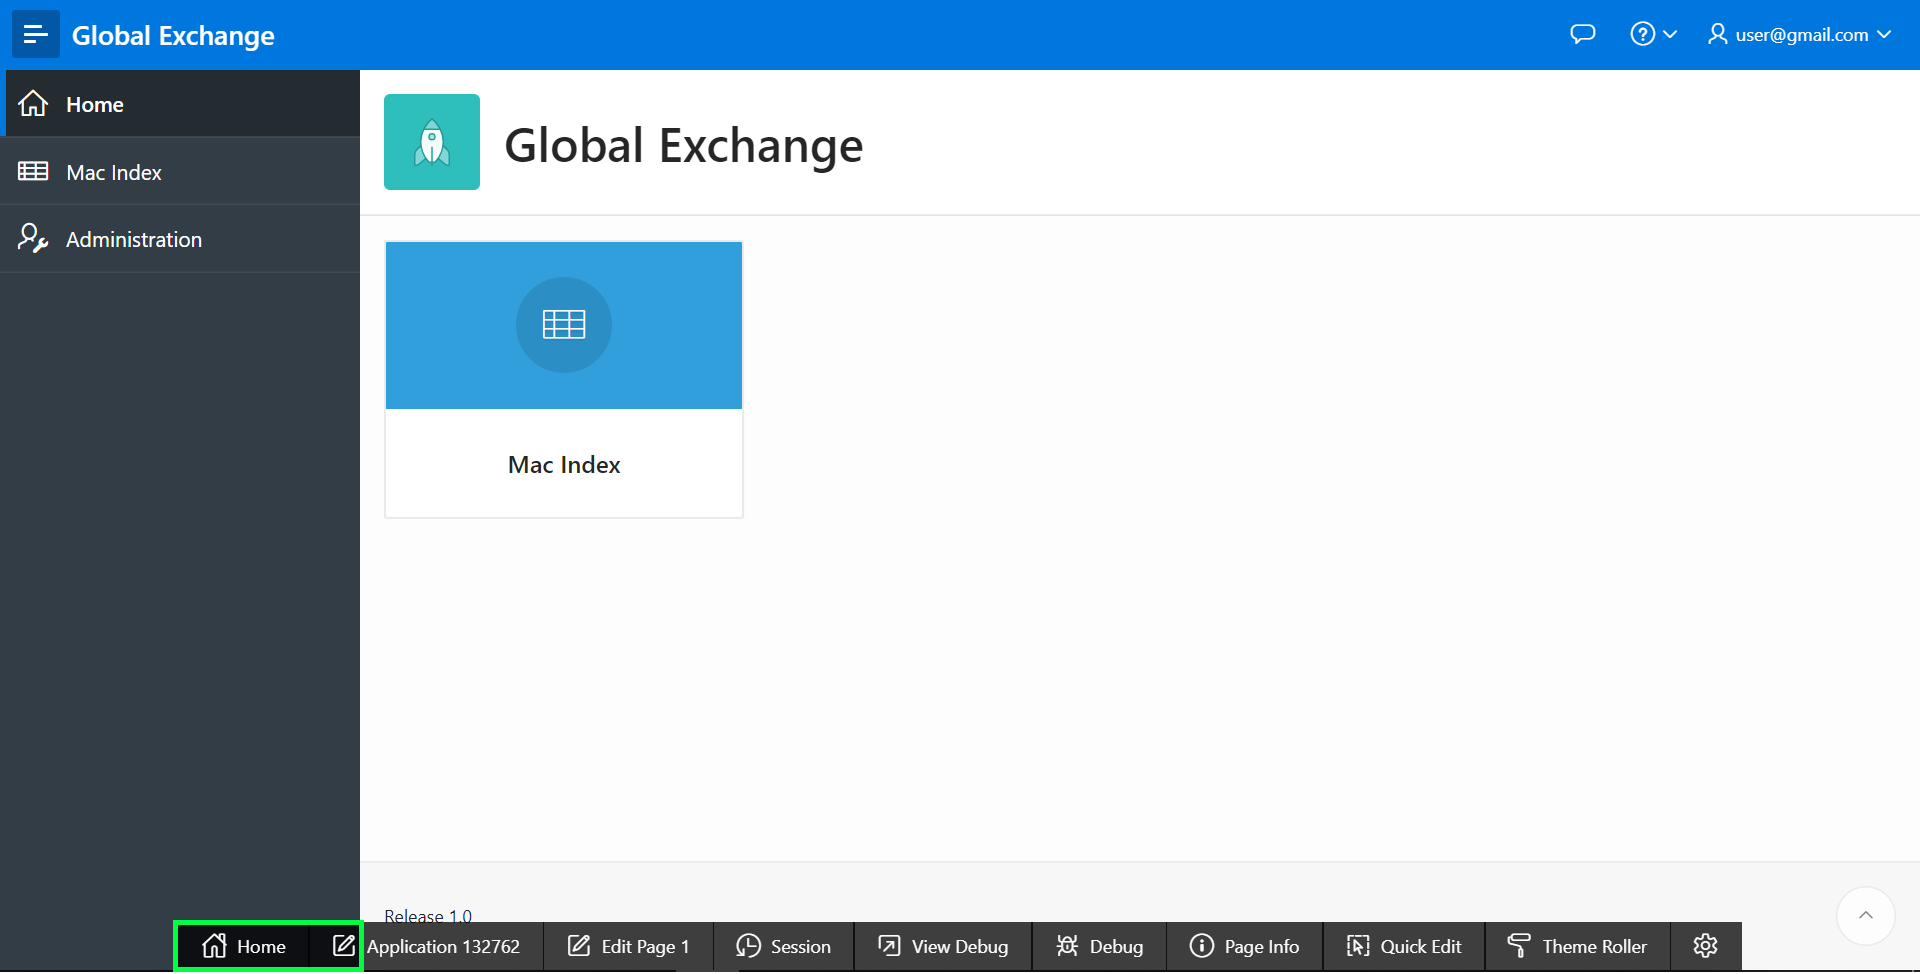 Global Exchange
user@gmail.com
Home
Mac Index
Administration
Global Exchange
Mac Index
Release 1.0
Home
Application 132762
Edit Page 1
Session
View Debug
Debug
Page Info
Quick Edit
Theme Roller